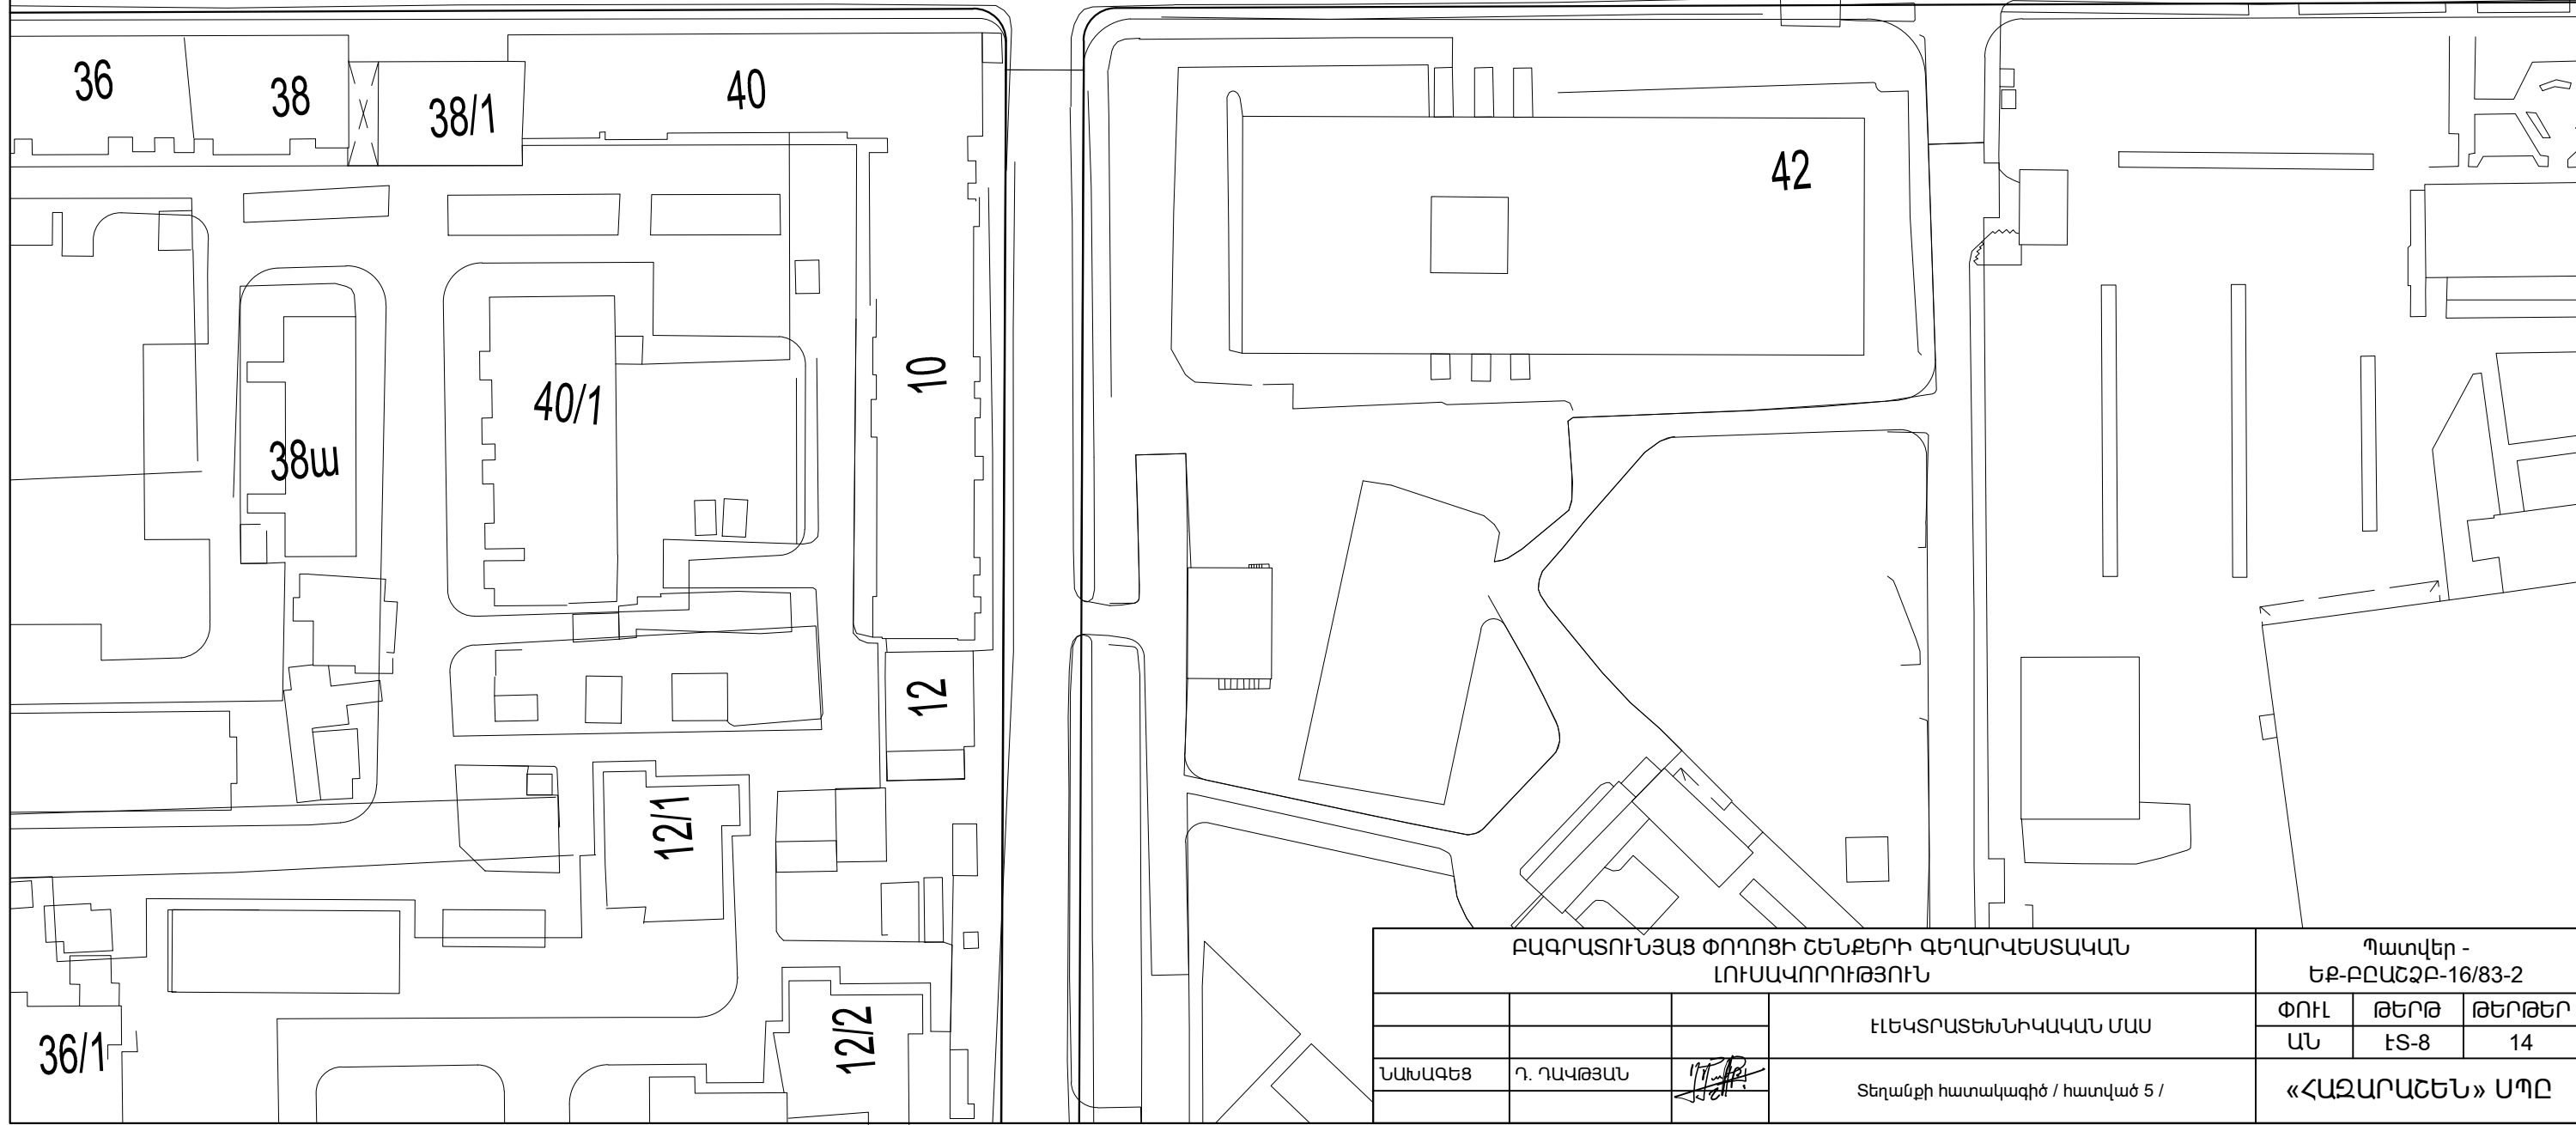 36
38
38/1
40
42
10
40/1
38ա
12
12/1
36/1
12/2
ԲԱԳՐԱՏՈՒՆՅԱՑ ՓՈՂՈՑԻ ՇԵՆՔԵՐԻ ԳԵՂԱՐՎԵՍՏԱԿԱՆ
ԼՈՒՍԱՎՈՐՈՒԹՅՈՒՆ
Պատվեր -
ԵՔ-ԲԸԱՇՁԲ-16/83-2
ԷԼԵԿՏՐԱՏԵԽՆԻԿԱԿԱՆ ՄԱՍ
ՓՈՒԼ ԹԵՐԹ ԹԵՐԹԵՐ
ԱՆ ԷՏ-8 14
ՆԱԽԱԳԵՑ Դ. ԴԱՎԹՅԱՆ
Տեղանքի հատակագիծ / հատված 5 /
«ՀԱԶԱՐԱՇԵՆ» ՍՊԸ